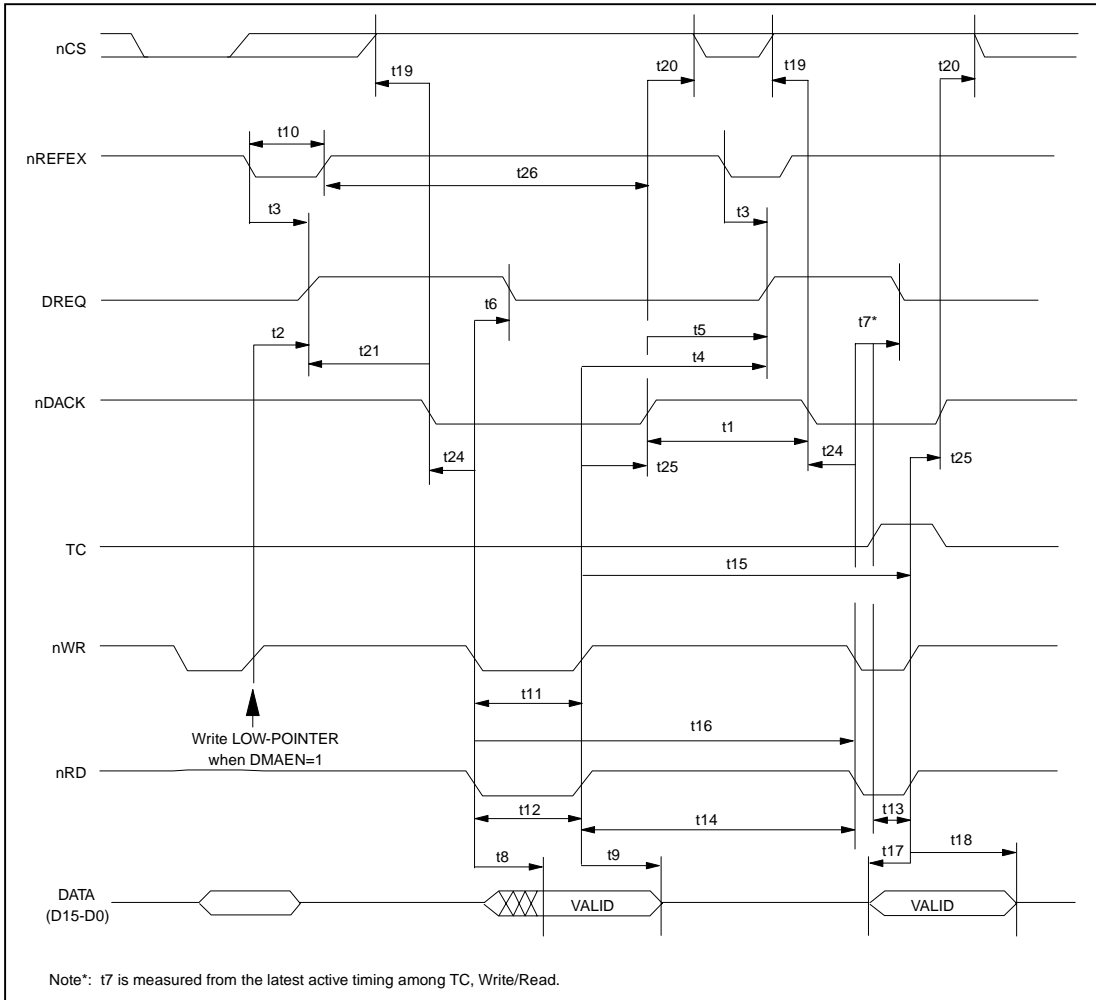 nCS
t19
t20
t19
t20
t10
nREFEX
t26
t3
t3
DREQ
t6
t7*
t2
t5
t21
t4
nDACK
t1
t24
t25
t24
t25
TC
t15
nWR
t11
Write LOW-POINTER
when DMAEN=1
t16
nRD
t12
t14
t13
t8
t9
t17
t18
DATA
(D15-D0)
VALID
VALID
Note*: t7 is measured from the latest active timing among TC, Write/Read.